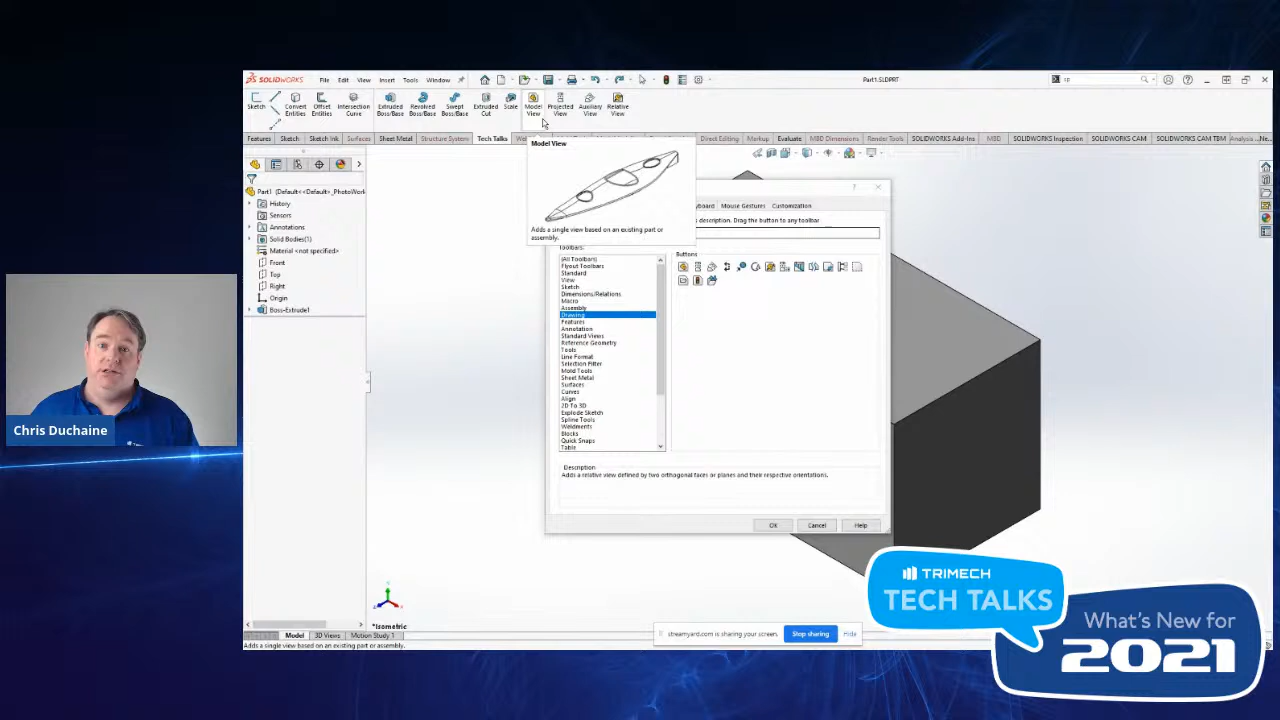 SOLIDWORKS
File Edit View Insert Tools Window
Part1.SLDPRT
Sketch
Convert Entities
Offset Entities
Intersection Curve
Extruded Boss/Base
Revolved Boss/Base
Swept Boss/Base
Extruded Cut
Scale
Model View
Projected View
Auxiliary View
Relative View
Features Sketch Sketch Ink Surfaces Sheet Metal Structure System Tech Talks Direct Editing Markup Evaluate MBD Dimensions Render Tools SOLIDWORKS Add-Ins MBD SOLIDWORKS Inspection SOLIDWORKS CAM SOLIDWORKS CAM TBM Analysis ...
Model View
Adds a single view based on an existing part or
assembly.
Part1 (Default<<Default>_PhotoWork
History
Sensors
Annotations
Solid Bodies(1)
Material <not specified>
Front
Top
Right
Origin
Boss-Extrude1
Mouse Gestures Customization
description. Drag the button to any toolbar
Toolbars:
Buttons
(All Toolbars)
Flyout Toolbars
Standard
View
Sketch
Dimensions/Relations
Macro
Assembly
Drawing
Features
Annotation
Standard Views
Reference Geometry
Tools
Line Format
Selection Filter
Mold Tools
Sheet Metal
Surfaces
Curves
Align
2D To 3D
Explode Sketch
Spline Tools
Weldments
Blocks
Quick Snaps
Table
Description
Adds a relative view defined by two orthogonal faces or planes and their respective orientations.
OK Cancel Help
Chris Duchaine
*Isometric
Model 3D Views Motion Study 1
Adds a single view based on an existing part or assembly.
streamyard.com is sharing your screen. Stop sharing Hide
TRIMECH
TECH TALKS
What's New for
2021